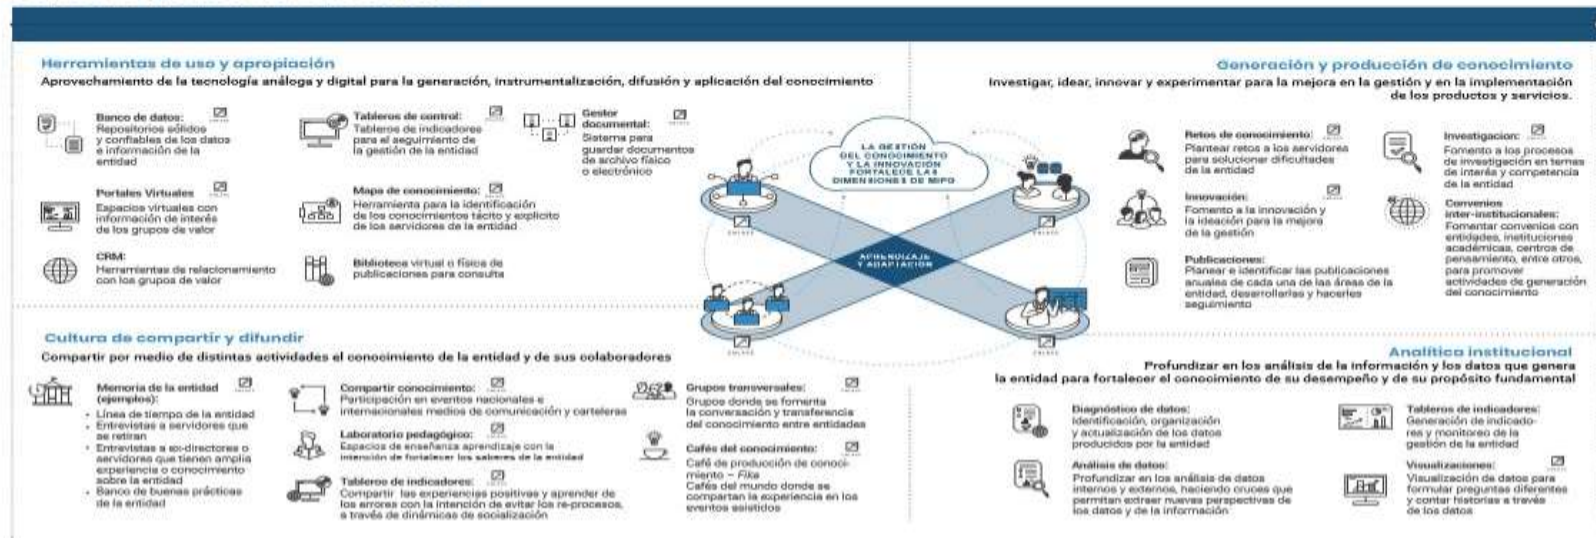 Herramientas de uso y apropiación
Aprovechamiento de la tecnología análoga y digital para la generación, instrumentalización, difusión y aplicación del conocimiento
Banco de datos:
Repositorios sólidos
y confiables de los datos
e información de la
entidad
Tableros de control:
Tableros de indicadores
para el seguimiento de
la gestión de la entidad
Gestor
documental:
Sistema para
guardar documentos
de archivo físico
o electrónico
Portales Virtuales
Espacios virtuales con
información de interés
de los grupos de valor
Mapa de conocimiento:
Herramienta para la identificación
de los conocimientos tácito y explícito
de los servidores de la entidad
CRM:
Herramientas de relacionamiento
con los grupos de valor
Biblioteca virtual o física de
publicaciones para consulta
LA GESTIÓN
DEL CONOCIMIENTO
Y LA INNOVACIÓN
FORTALECE LAS
DIMENSIONES DE MIPG
APRENDIZAJE
Y ADAPTACIÓN
Generación y producción de conocimiento
Investigar, idear, innovar y experimentar para la mejora en la gestión y en la implementación
de los productos y servicios.
Retos de conocimiento:
Plantear retos a los servidores
para solucionar dificultades
de la entidad
Investigacion:
Fomento a los procesos
de investigación en temas
de interés y competencia
de la entidad
Innovación:
Fomento a la innovación y
la ideación para la mejora
de la gestión
Convenios
inter-institucionales:
Fomentar convenios con
entidades, instituciones
académicas, centros de
pensamiento, entre otros,
para promover
actividades de generación
del conocimiento
Publicaciones:
Planear e identificar las publicaciones
anuales de cada una de las áreas de la
entidad, desarrollarlas y hacerles
seguimiento
Cultura de compartir y difundir
Compartir por medio de distintas actividades el conocimiento de la entidad y de sus colaboradores
Memoria de la entidad
(ejemplos):
• Línea de tiempo de la entidad
• Entrevistas a servidores que
se retiran
• Entrevistas a ex-directores o
servidores que tienen amplia
experiencia o conocimiento
sobre la entidad
• Banco de buenas prácticas
de la entidad
Compartir conocimiento:
Participación en eventos nacionales e
internacionales medios de comunicación y carteleras
Laboratorio pedagógico:
Espacios de enseñanza aprendizaje con la
intención de fortalecer los saberes de la entidad
Tableros de indicadores:
Compartir las experiencias positivas y aprender de
los errores con la intención de evitar los re-procesos,
a través de dinámicas de socialización
Grupos transversales:
Grupos donde se fomenta
la conversación y transferencia
del conocimiento entre entidades
Cafés del conocimiento:
Café de producción de conoci-
miento – Fika
Cafés del mundo donde se
compartan la experiencia en los
eventos asistidos
Analítica institucional
Profundizar en los análisis de la información y los datos que genera
la entidad para fortalecer el conocimiento de su desempeño y de su propósito fundamental
Diagnóstico de datos:
Identificación, organización
y actualización de los datos
producidos por la entidad
Tableros de indicadores:
Generación de indicado-
res y monitoreo de la
gestión de la entidad
Análisis de datos:
Profundizar en los análisis de datos
internos y externos, haciendo cruces que
permitan extraer nuevas perspectivas de
los datos y de la información
Visualizaciones:
Visualización de datos para
formular preguntas diferentes
y contar historias a través
de los datos